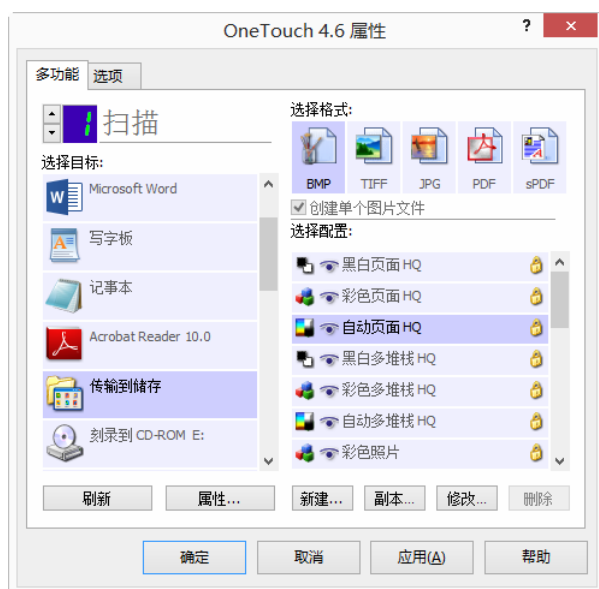 OneTouch 4.6 属性
? ×
多功能 选项
1 扫描
选择目标:
Microsoft Word
写字板
记事本
Acrobat Reader 10.0
传输到储存
刻录到 CD-ROM E:
刷新 属性...
选择格式:
BMP TIFF JPG PDF sPDF
创建单个图片文件
选择配置:
黑白页面 HQ
彩色页面 HQ
自动页面 HQ
黑白多堆栈 HQ
彩色多堆栈 HQ
自动多堆栈 HQ
彩色照片
新建... 副本... 修改... 删除
确定 取消 应用(A) 帮助